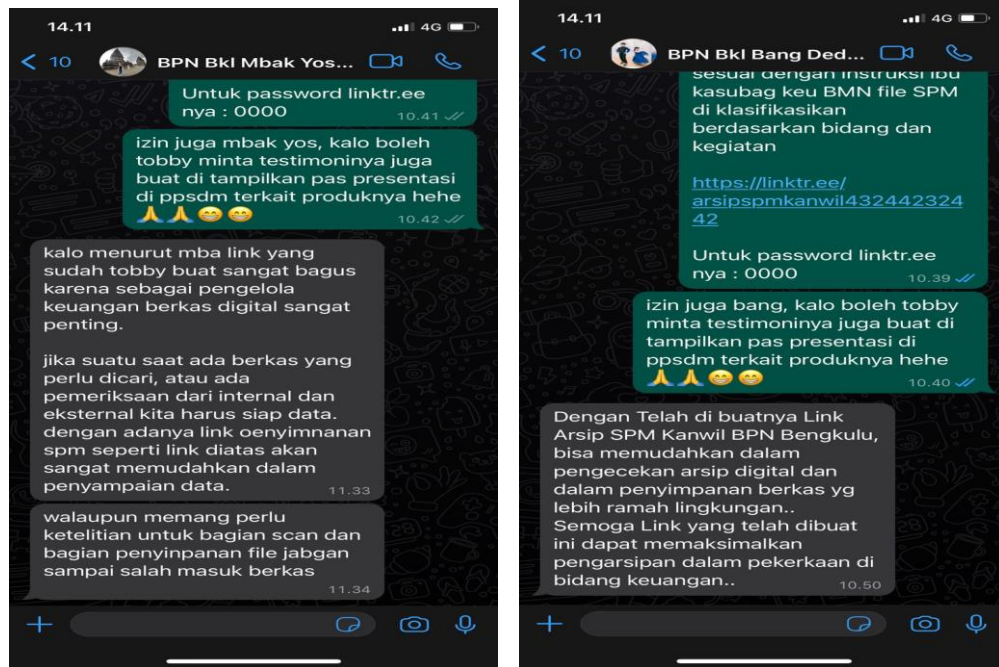 14.11
4G
10
BPN Bkl Mbak Yos...
Untuk password linktr.ee
nya : 0000
10.41
izin juga mbak yos, kalo boleh
tobby minta testimoninya juga
buat di tampilkan pas presentasi
di ppsdm terkait produknya hehe
🙏🙏😁😁
10.42
kalo menurut mba link yang
sudah tobby buat sangat bagus
karena sebagai pengelola
keuangan berkas digital sangat
penting.
jika suatu saat ada berkas yang
perlu dicari, atau ada
pemeriksaan dari internal dan
eksternal kita harus siap data.
dengan adanya link oenyimnanan
spm seperti link diatas akan
sangat memudahkan dalam
penyampaian data.
11.33
walaupun memang perlu
ketelitian untuk bagian scan dan
bagian penyinpanan file jabgan
sampai salah masuk berkas
11.34
14.11
4G
10
BPN Bkl Bang Ded...
sesuai dengan instruksi ibu
kasubag keu BMN file SPM
di klasifikasikan
berdasarkan bidang dan
kegiatan
https://linktr.ee/
arsipspmkanwil432442324
42
Untuk password linktr.ee
nya : 0000
10.39
izin juga bang, kalo boleh tobby
minta testimoninya juga buat di
tampilkan pas presentasi di
ppsdm terkait produknya hehe
🙏🙏😁😁
10.40
Dengan Telah di buatnya Link
Arsip SPM Kanwil BPN Bengkulu,
bisa memudahkan dalam
pengecekan arsip digital dan
dalam penyimpanan berkas yg
lebih ramah lingkungan..
Semoga Link yang telah dibuat
ini dapat memaksimalkan
pengarsipan dalam pekerkaan di
bidang keuangan..
10.50